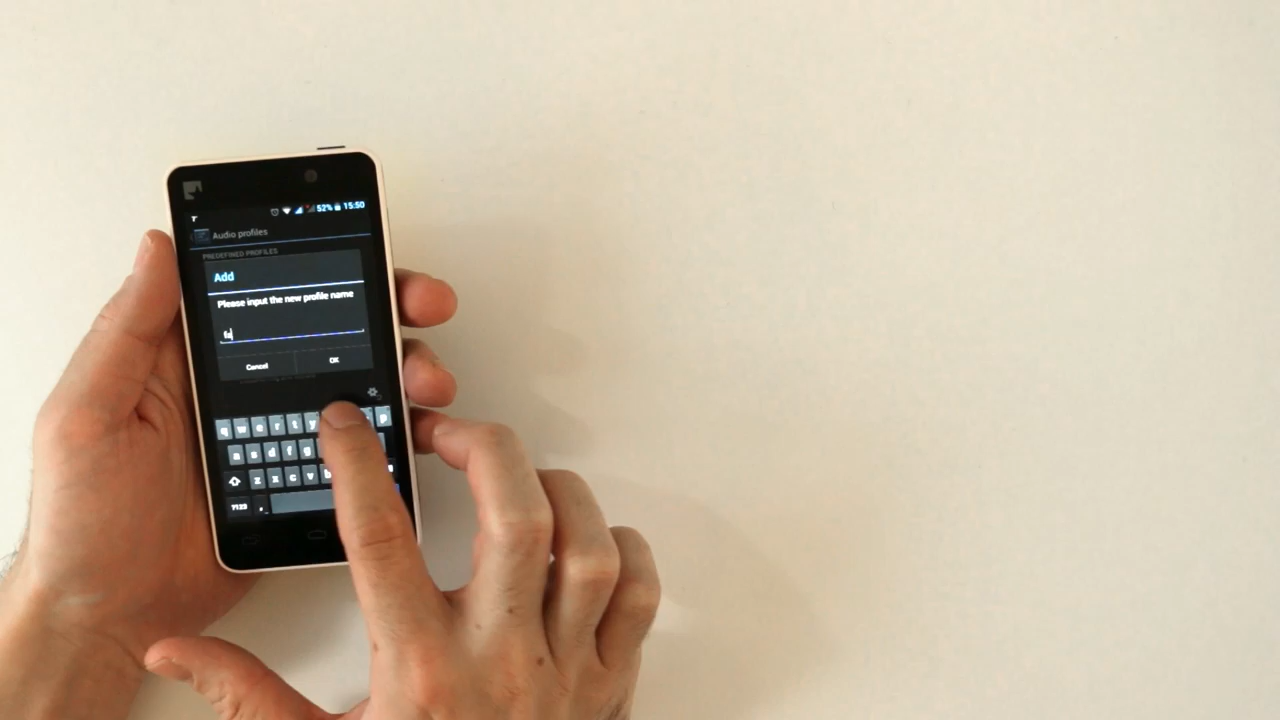 52% 15:50
Audio profiles
PREDEFINED PROFILES
Add
Please input the new profile name
Cancel OK
q w e r t y p
a s d f g
z x c v b
?123 ,